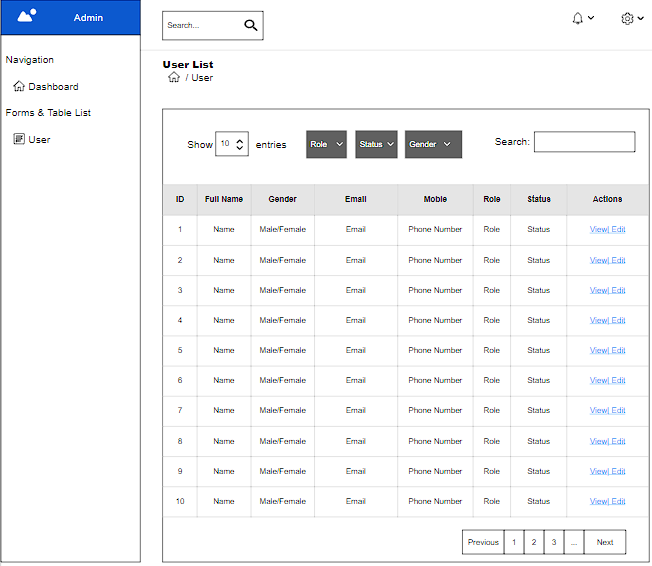 Admin
Search...
Navigation
Dashboard
Forms & Table List
User
User List
/ User
Show 10 entries Role Status Gender Search:
ID Full Name Gender Email Moble Role Status Actions
1 Name Male/Female Email Phone Number Role Status View| Edit
2 Name Male/Female Email Phone Number Role Status View| Edit
3 Name Male/Female Email Phone Number Role Status View| Edit
4 Name Male/Female Email Phone Number Role Status View| Edit
5 Name Male/Female Email Phone Number Role Status View| Edit
6 Name Male/Female Email Phone Number Role Status View| Edit
7 Name Male/Female Email Phone Number Role Status View| Edit
8 Name Male/Female Email Phone Number Role Status View| Edit
9 Name Male/Female Email Phone Number Role Status View| Edit
10 Name Male/Female Email Phone Number Role Status View| Edit
Previous 1 2 3 ... Next